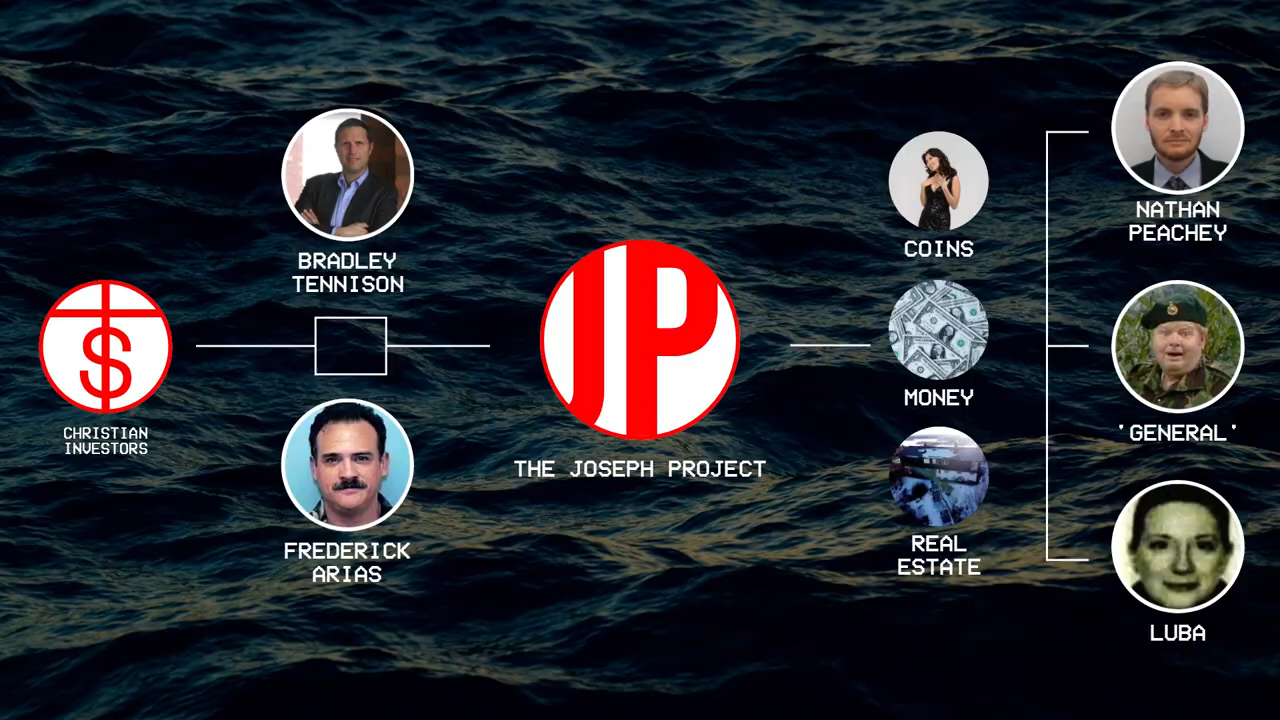 CHRISTIAN
INVESTORS
BRADLEY
TENNISON
FREDERICK
ARIAS
JP
THE JOSEPH PROJECT
COINS
MONEY
REAL
ESTATE
NATHAN
PEACHEY
'GENERAL'
LUBA